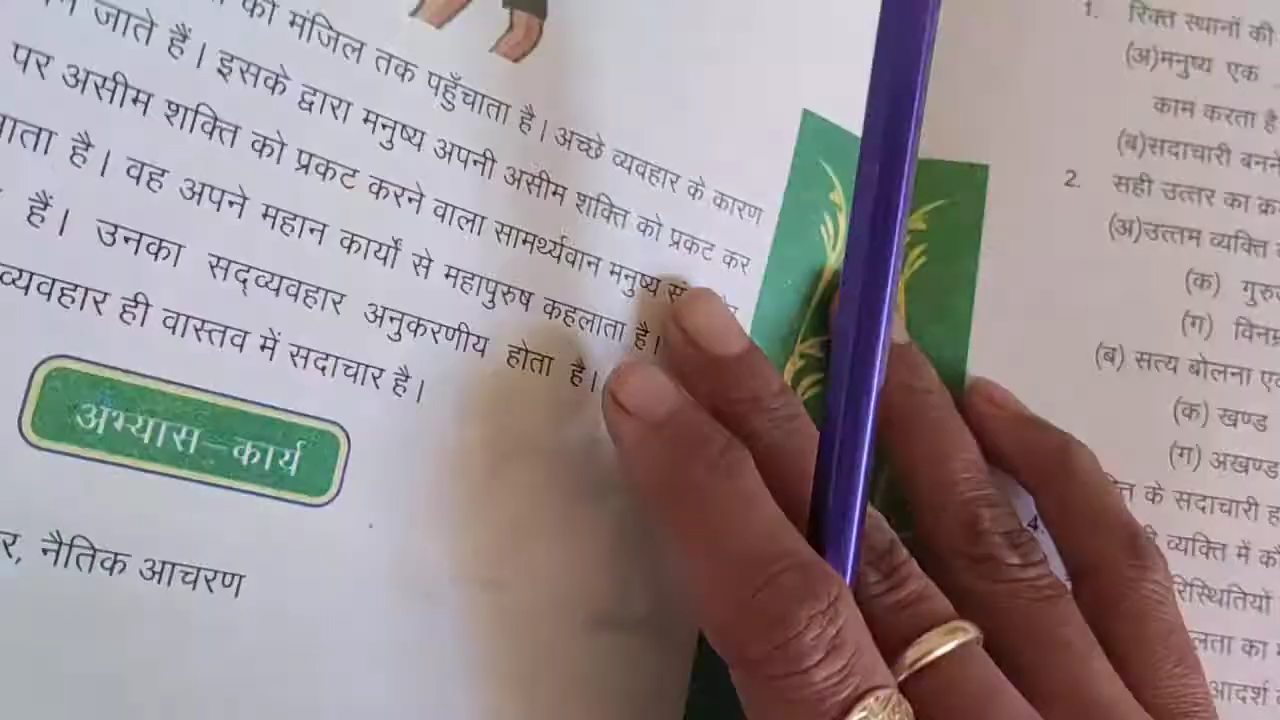 को मंजिल तक पहुँचाता है। अच्छे व्यवहार के कारण
जाते हैं। इसके द्वारा मनुष्य अपनी असीम शक्ति को प्रकट कर
पर असीम शक्ति को प्रकट करने वाला सामर्थ्यवान मनुष्य
है। वह अपने महान कार्यों से महापुरुष कहलाता है।
हैं। उनका सद्व्यवहार अनुकरणीय होता है।
व्यवहार ही वास्तव में सदाचार है।
अभ्यास-कार्य
नैतिक आचरण
1. रिक्त स्थानों की
(अ)मनुष्य एक
काम करता है
(ब)सदाचारी बनने
2. सही उत्तर का
(अ)उत्तम व्यक्ति
(क)
(ग)
(ब) सत्य बोलना
(क) खण्ड
(ग) अखण्ड
के सदाचारी
4. व्यक्ति में
का
आदर्श